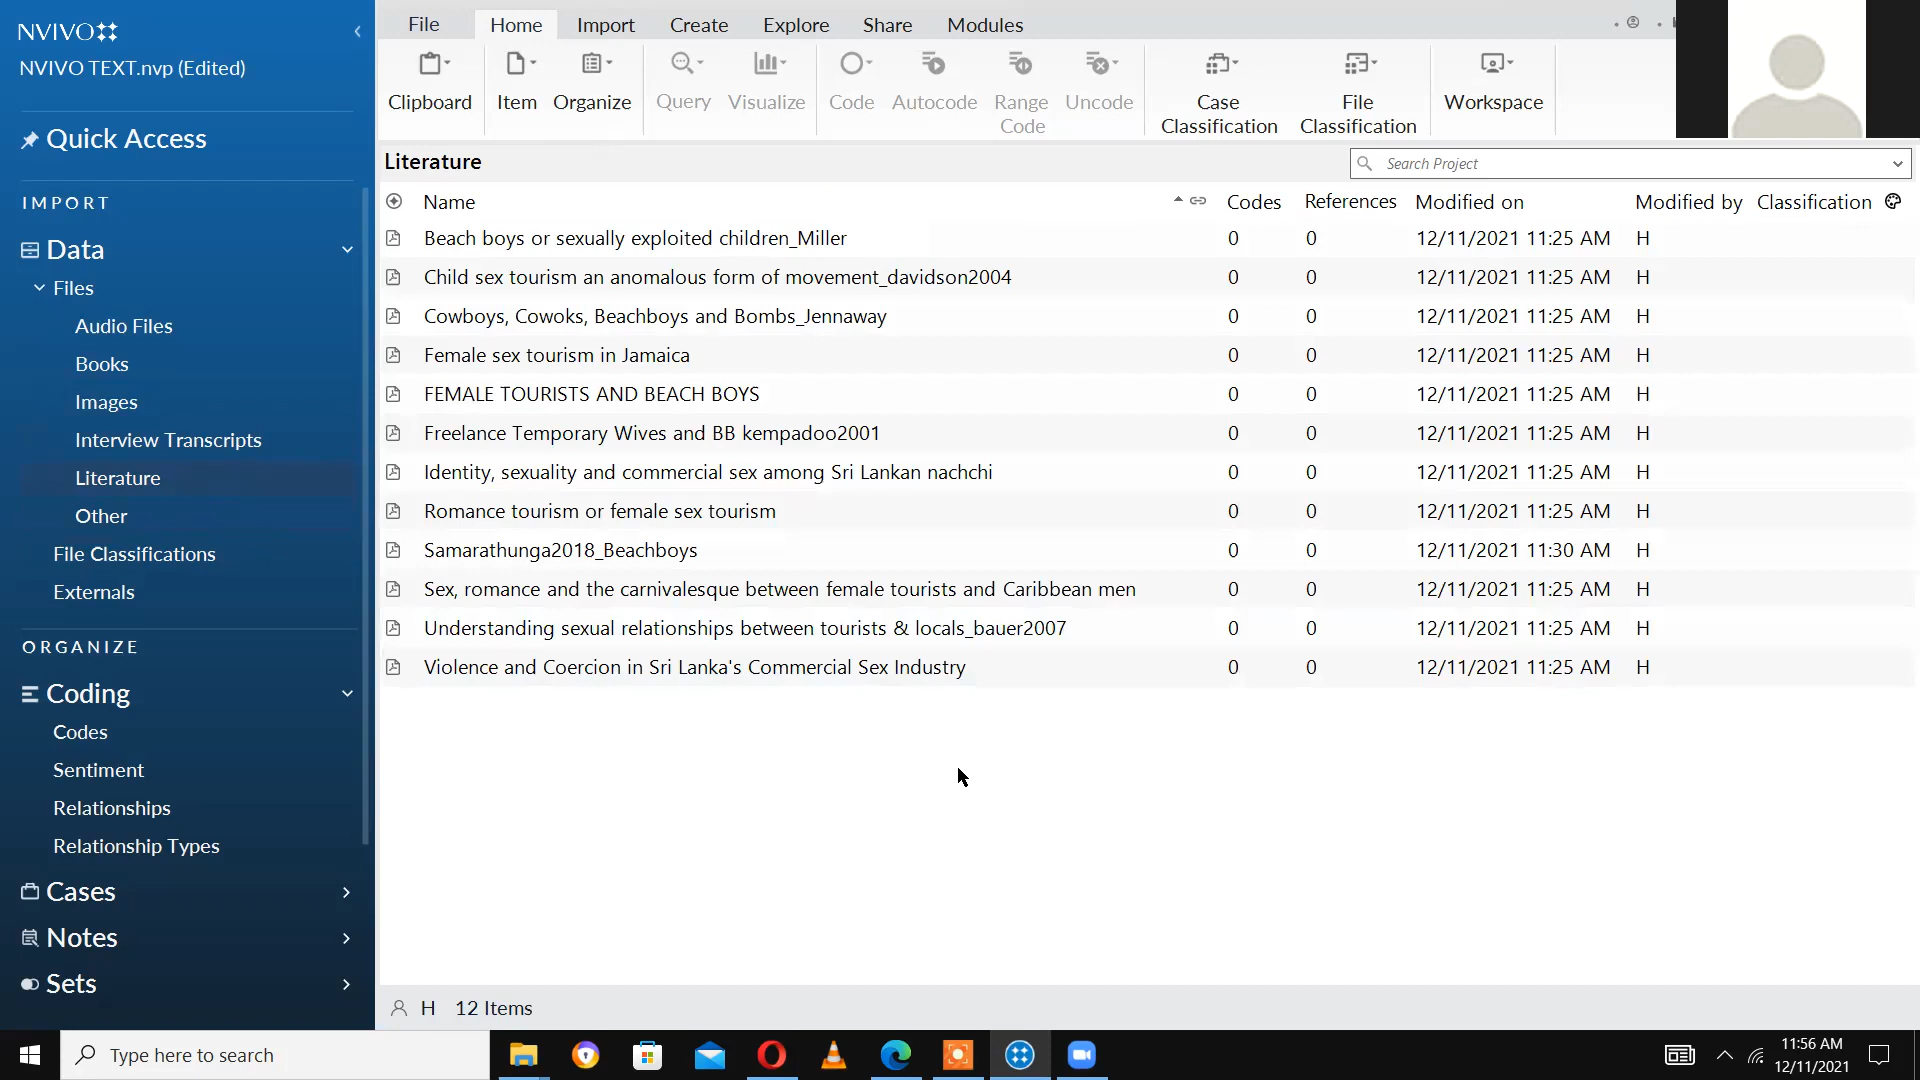 NVIVO
NVIVO TEXT.nvp (Edited)
Quick Access
IMPORT
Data
Files
Audio Files
Books
Images
Interview Transcripts
Literature
Other
File Classifications
Externals
ORGANIZE
Coding
Codes
Sentiment
Relationships
Relationship Types
Cases
Notes
Sets
File Home Import Create Explore Share Modules
Clipboard Item Organize Query Visualize Code Autocode Range Code Uncode Case Classification File Classification Workspace
Literature
Search Project
Name Codes References Modified on Modified by Classification
Beach boys or sexually exploited children_Miller 0 0 12/11/2021 11:25 AM H
Child sex tourism an anomalous form of movement_davidson2004 0 0 12/11/2021 11:25 AM H
Cowboys, Cowoks, Beachboys and Bombs_Jennaway 0 0 12/11/2021 11:25 AM H
Female sex tourism in Jamaica 0 0 12/11/2021 11:25 AM H
FEMALE TOURISTS AND BEACH BOYS 0 0 12/11/2021 11:25 AM H
Freelance Temporary Wives and BB kempadoo2001 0 0 12/11/2021 11:25 AM H
Identity, sexuality and commercial sex among Sri Lankan nachchi 0 0 12/11/2021 11:25 AM H
Romance tourism or female sex tourism 0 0 12/11/2021 11:25 AM H
Samarathunga2018_Beachboys 0 0 12/11/2021 11:30 AM H
Sex, romance and the carnivalesque between female tourists and Caribbean men 0 0 12/11/2021 11:25 AM H
Understanding sexual relationships between tourists & locals_bauer2007 0 0 12/11/2021 11:25 AM H
Violence and Coercion in Sri Lanka's Commercial Sex Industry 0 0 12/11/2021 11:25 AM H
H 12 Items
Type here to search
11:56 AM
12/11/2021